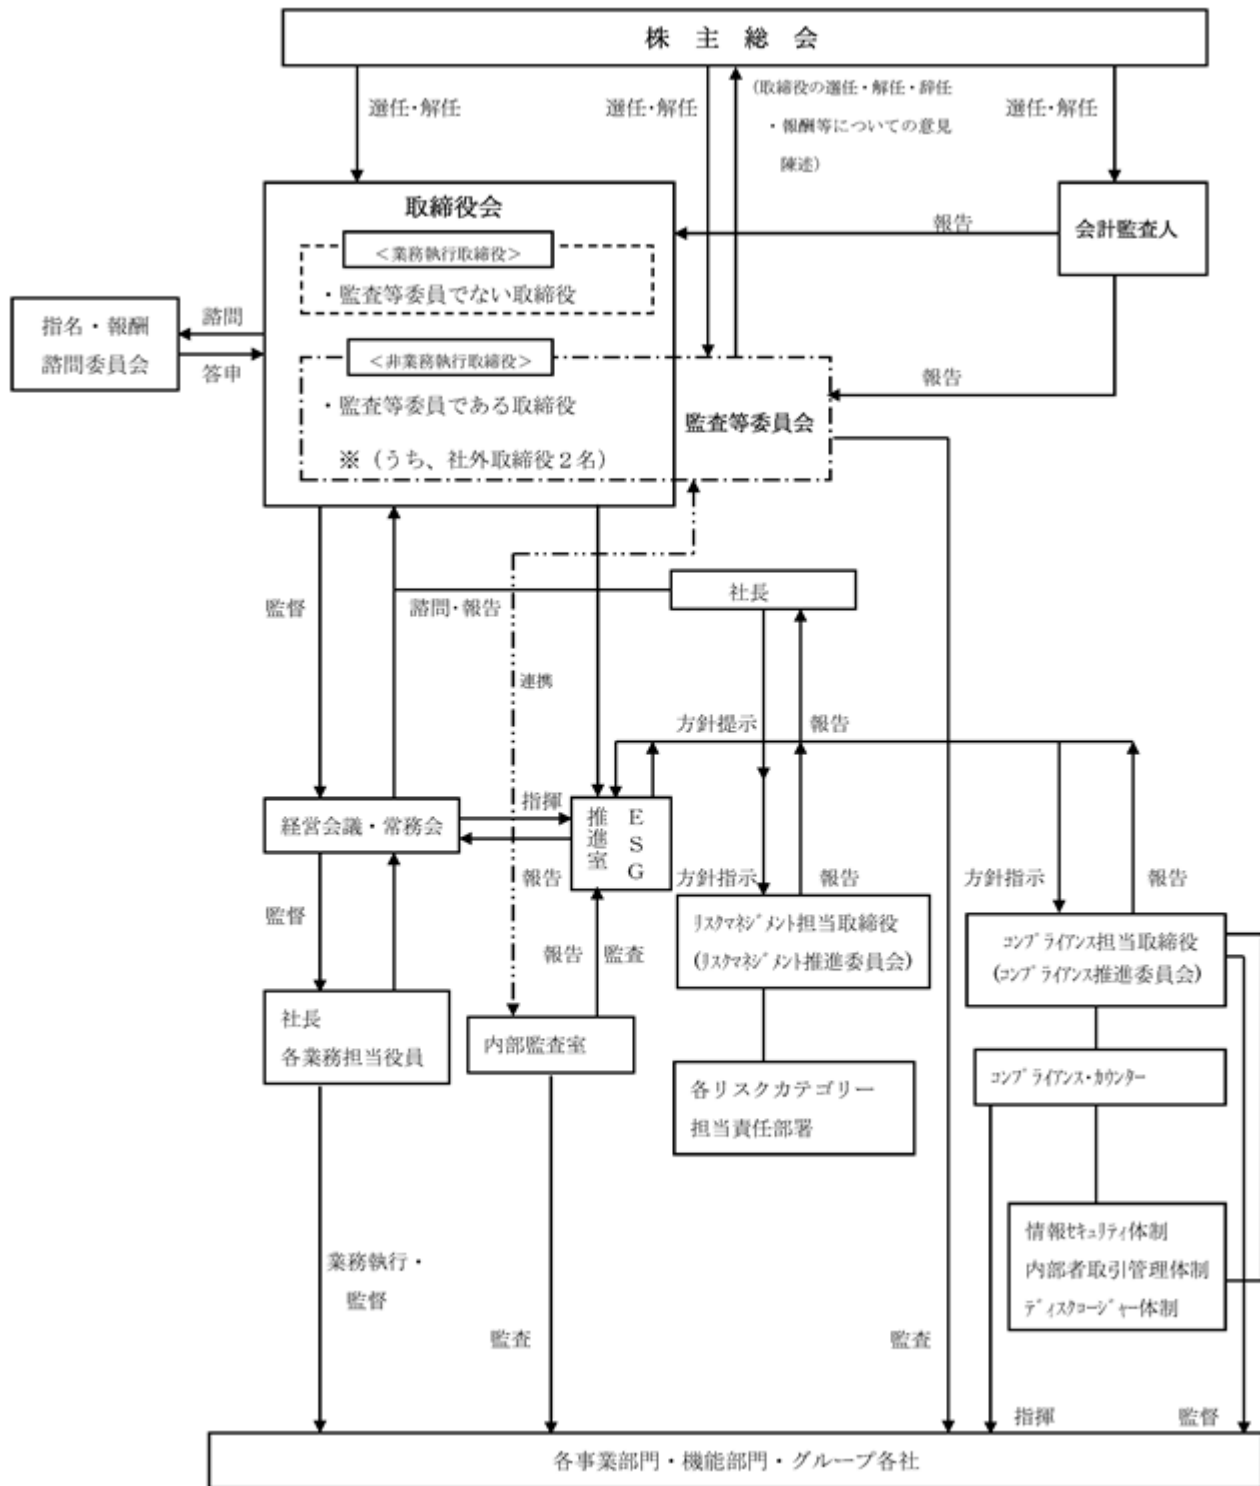 株 主 総 会
選任・解任
選任・解任
(取締役の選任・解任・辞任
・報酬等についての意見
陳述)
選任・解任
取締役会
＜業務執行取締役＞
・監査等委員でない取締役
＜非業務執行取締役＞
・監査等委員である取締役
※（うち、社外取締役２名）
監査等委員会
報告
会計監査人
報告
指名・報酬
諮問委員会
諮問
答申
監督
諮問・報告
連携
社長
方針提示
報告
経営会議・常務会
指揮
報告
ＥＳＧ
推進室
方針指示
報告
方針指示
報告
監督
報告
監査
ﾘｽｸﾏﾈｼﾞﾒﾝﾄ担当取締役
(ﾘｽｸﾏﾈｼﾞﾒﾝﾄ推進委員会)
ｺﾝﾌﾟﾗｲｱﾝｽ担当取締役
(ｺﾝﾌﾟﾗｲｱﾝｽ推進委員会)
社長
各業務担当役員
内部監査室
各リスクカテゴリー
担当責任部署
ｺﾝﾌﾟﾗｲｱﾝｽ・ｶｳﾝﾀｰ
情報ｾｷｭﾘﾃｨ体制
内部者取引管理体制
ﾃﾞｨｽｸﾛｰｼﾞｬｰ体制
業務執行・
監督
監査
監査
指揮
監督
各事業部門・機能部門・グループ各社